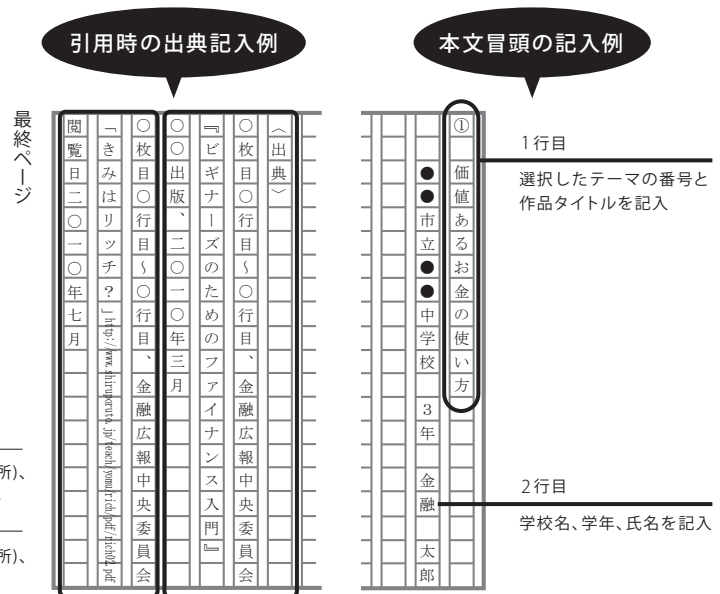 引用時の出典記入例
本文冒頭の記入例
最終ページ
① 価値あるお金の使い方
●●市立●●中学校 3年 金融 太郎
1行目
選択したテーマの番号と
作品タイトルを記入
2行目
学校名、学年、氏名を記入
〈出典〉
○枚目○行目〜○行目、金融広報中央委員会
『ビギナーズのためのファイナンス入門』
○○出版、二○一○年三月
○枚目○行目〜○行目、金融広報中央委員会
「きみはリッチ?」http://www.shiruporuto.jp/teach/yomu/rich/pdf/rich02.pdf
閲覧日二○一○年七月
所)、
所)、